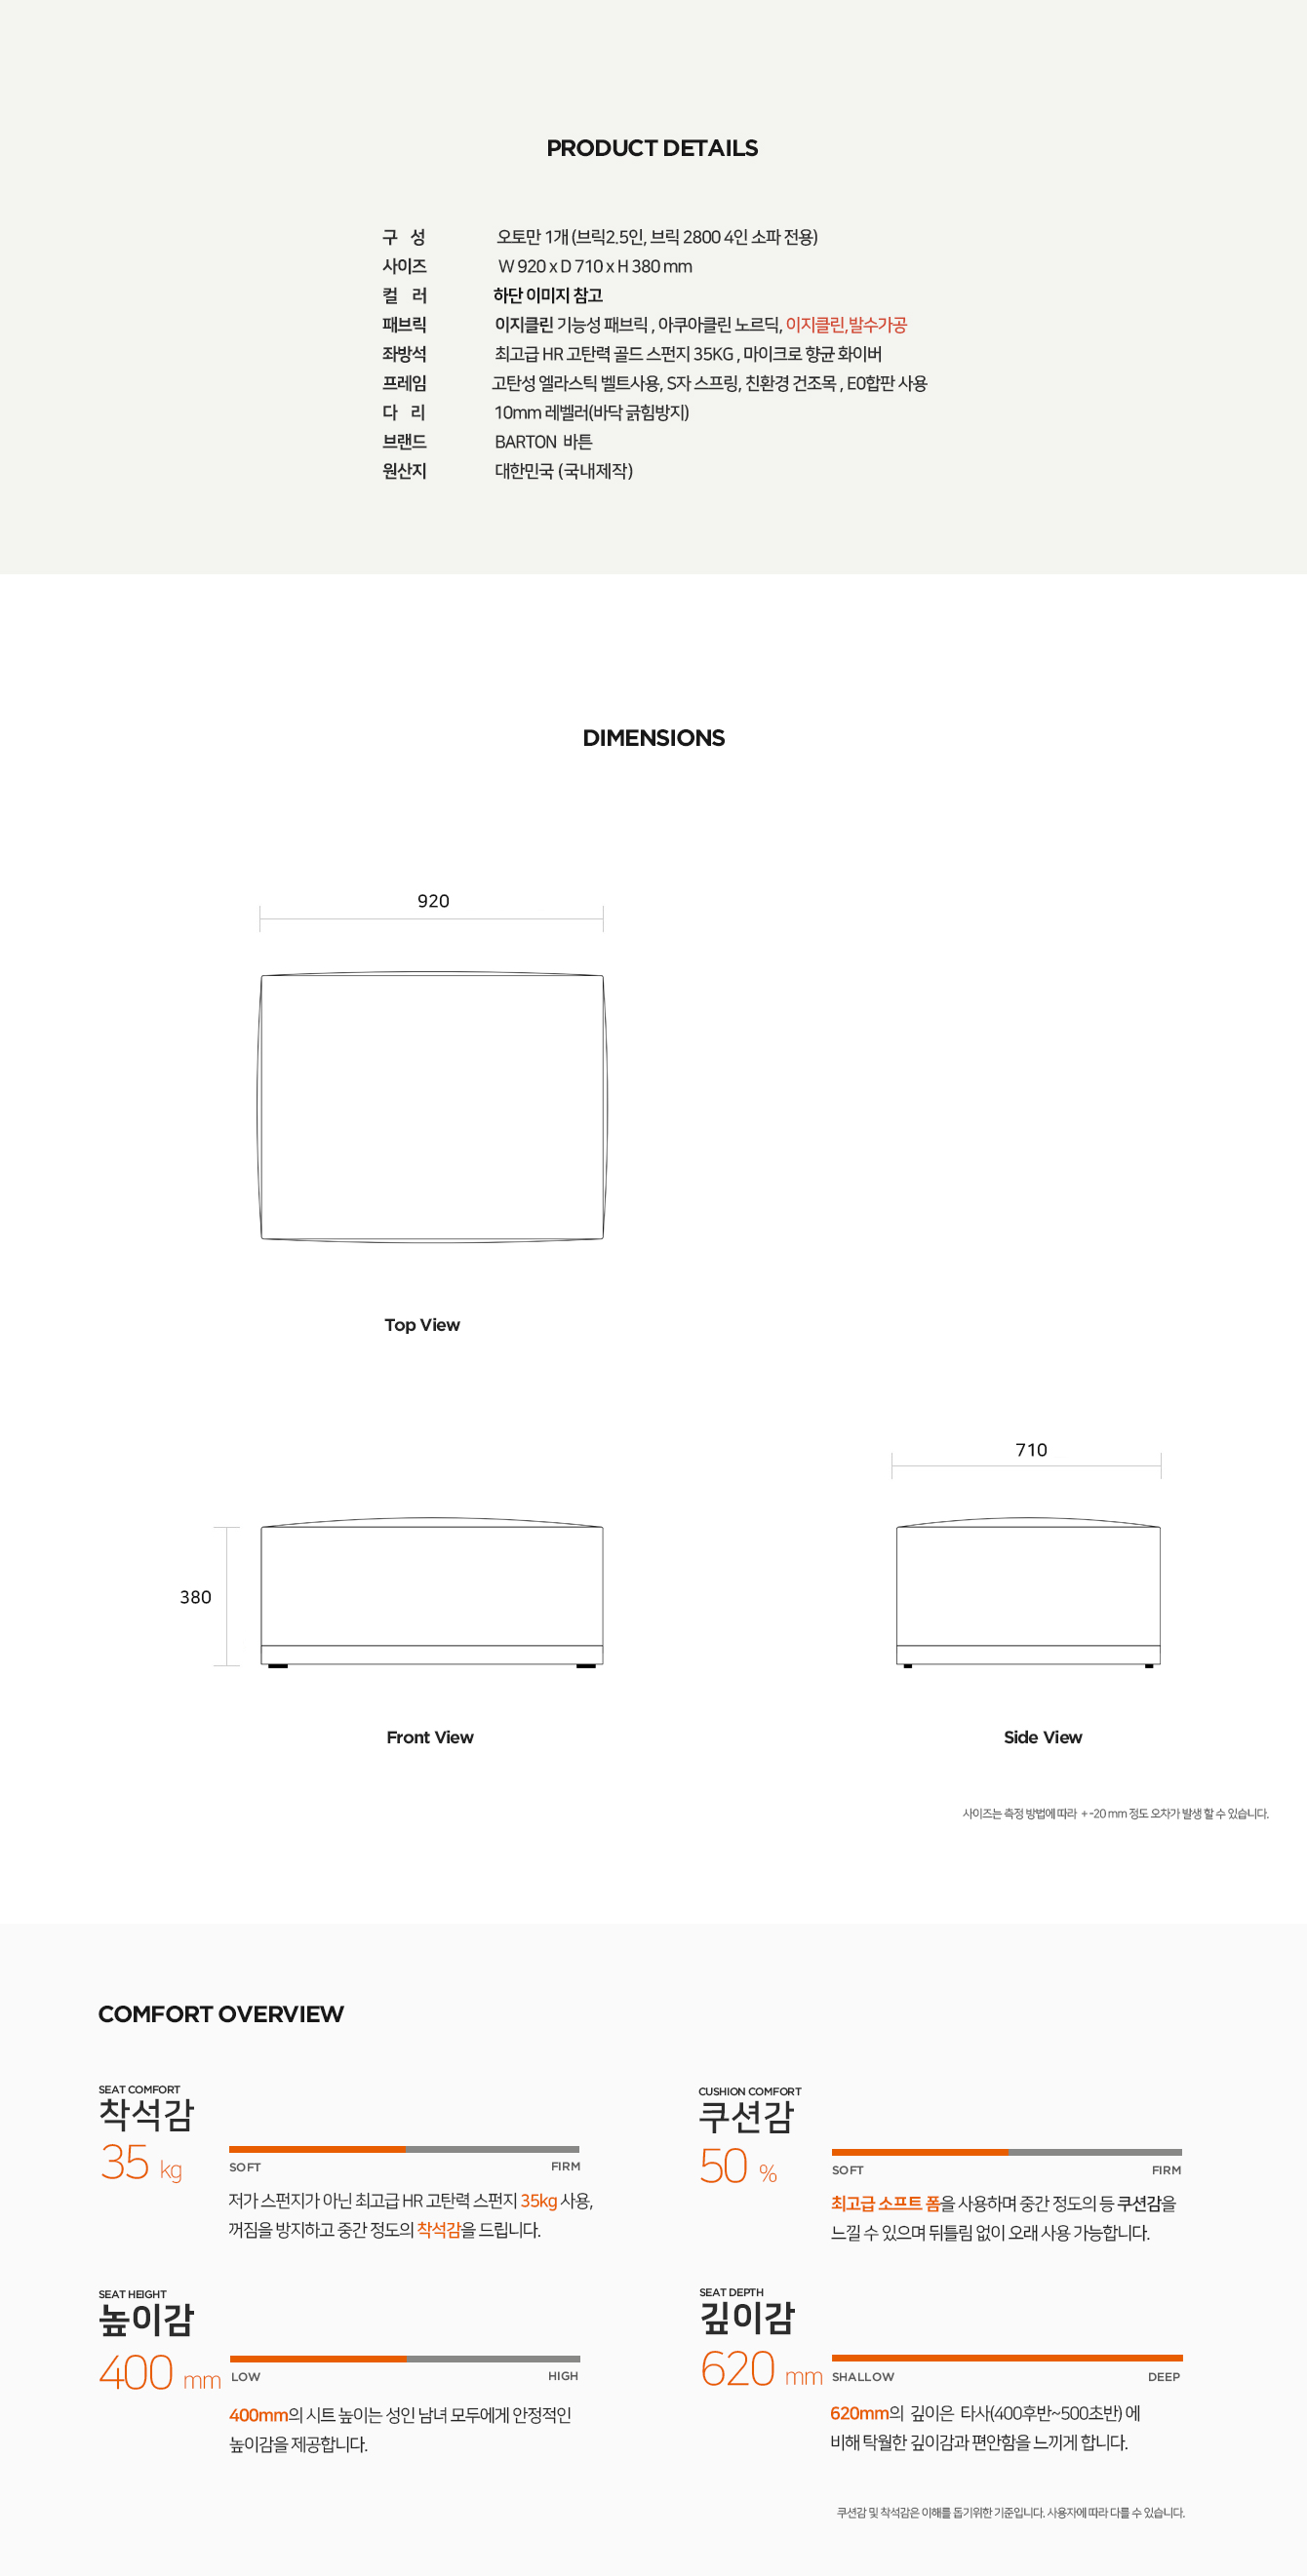 PRODUCT DETAILS
구 성 오토만 1개 (브릭2.5인, 브릭 2800 4인 소파 전용)
사이즈 W 920 x D 710 x H 380 mm
컬 러 하단 이미지 참고
패브릭 이지클린 기능성 패브릭 , 아쿠아클린 노르딕, 이지클린,발수가공
좌방석 최고급 HR 고탄력 골드 스펀지 35KG , 마이크로 향균 화이버
프레임 고탄성 엘라스틱 벨트사용, S자 스프링, 친환경 건조목 , E0합판 사용
다 리 10mm 레벨러(바닥 긁힘방지)
브랜드 BARTON 바튼
원산지 대한민국 (국내제작)
DIMENSIONS
920
Top View
710
380
Front View
Side View
사이즈는 측정 방법에 따라 + -20 mm 정도 오차가 발생 할 수 있습니다.
COMFORT OVERVIEW
SEAT COMFORT
착석감
35 kg
SOFT FIRM
저가 스펀지가 아닌 최고급 HR 고탄력 스펀지 35kg 사용,
꺼짐을 방지하고 중간 정도의 착석감을 드립니다.
CUSHION COMFORT
쿠션감
50 %
SOFT FIRM
최고급 소프트 폼을 사용하며 중간 정도의 등 쿠션감을
느낄 수 있으며 뒤틀림 없이 오래 사용 가능합니다.
SEAT HEIGHT
높이감
400 mm
LOW HIGH
400mm의 시트 높이는 성인 남녀 모두에게 안정적인
높이감을 제공합니다.
SEAT DEPTH
깊이감
620 mm
SHALLOW DEEP
620mm의 깊이은 타사(400후반~500초반) 에
비해 탁월한 깊이감과 편안함을 느끼게 합니다.
쿠션감 및 착석감은 이해를 돕기위한 기준입니다. 사용자에 따라 다를 수 있습니다.